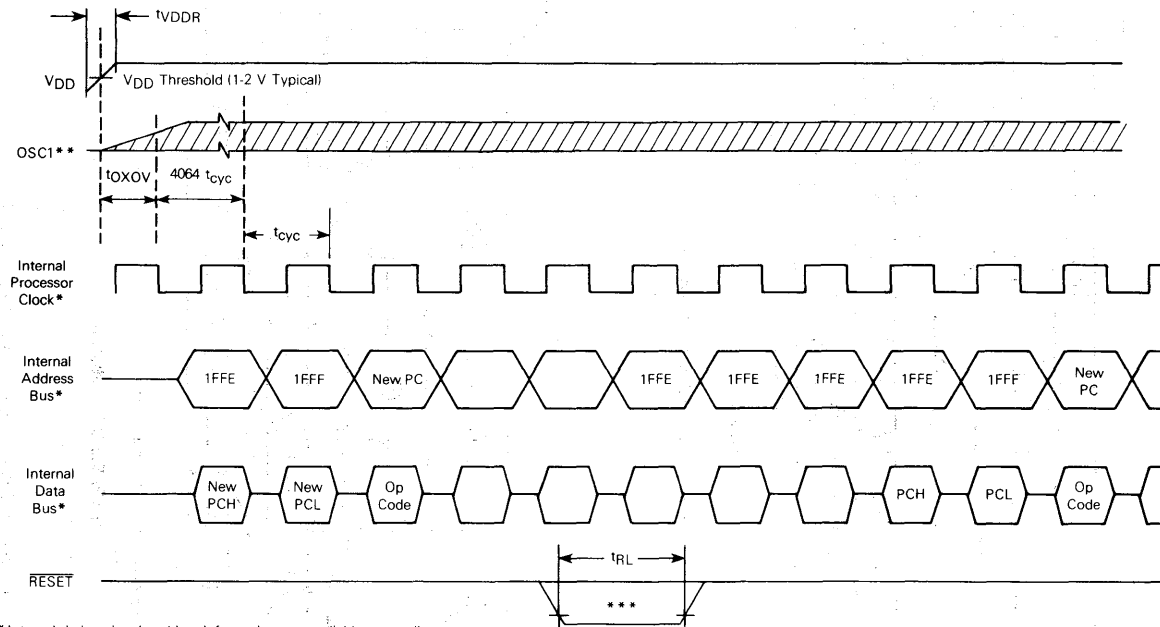 tVDDR
VDD
VDD Threshold (1-2 V Typical)
OSC1**
tOXOV
4064 tcyc
tcyc
Internal
Processor
Clock*
Internal
Address
Bus*
1FFE
1FFF
New PC
1FFE
1FFE
1FFE
1FFE
1FFF
New
PC
Internal
Data
Bus*
New
PCH
New
PCL
Op
Code
PCH
PCL
Op
Code
tRL
RESET
***